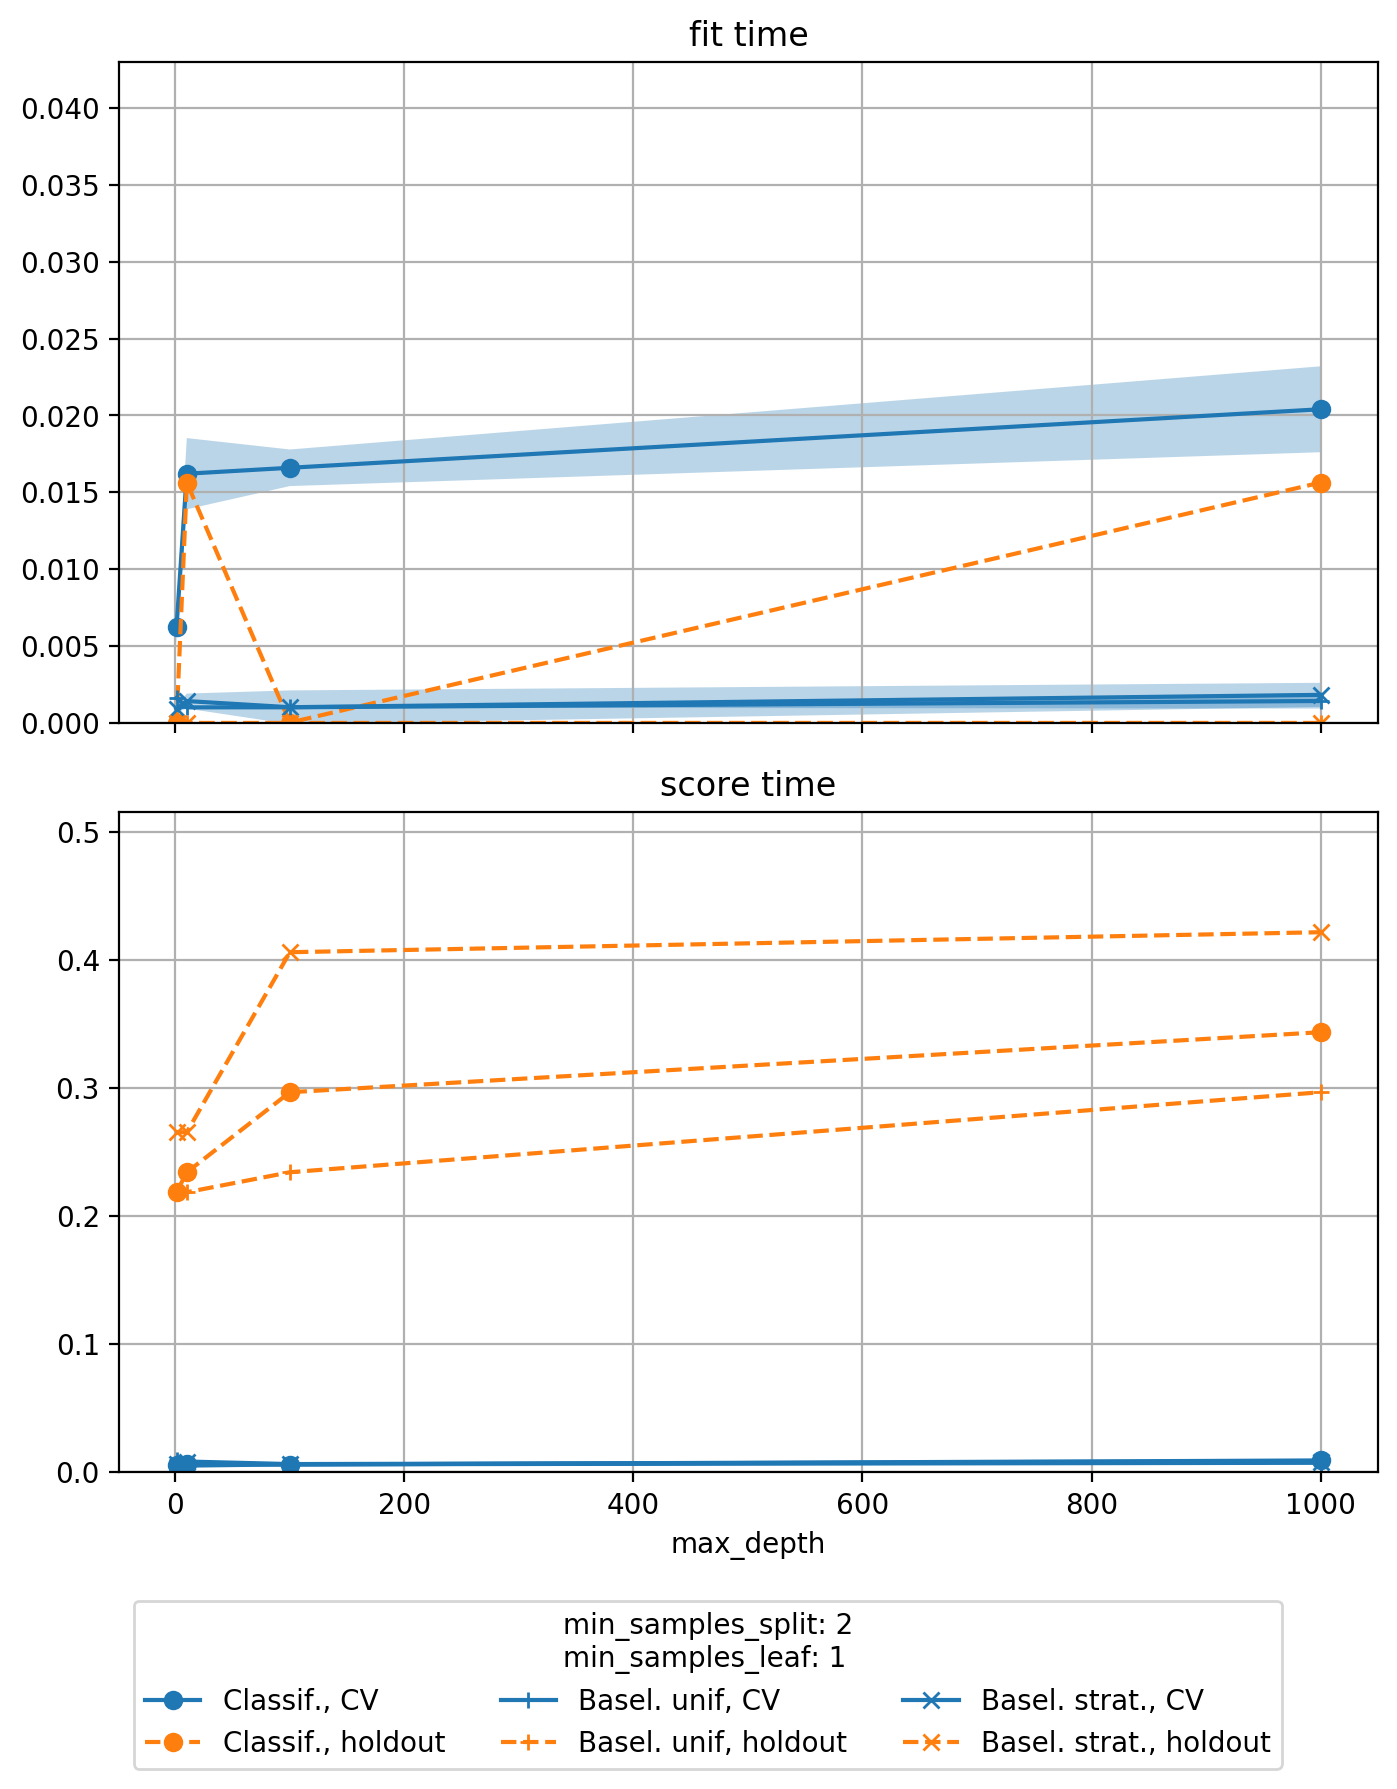 fit time
0.040
0.035
0.030
0.025
0.020
0.015
0.010
0.005
0.000
score time
0.5
0.4
0.3
0.2
0.1
0.0
0 200 400 600 800 1000
max_depth
min_samples_split: 2
min_samples_leaf: 1
Classif., CV Basel. unif, CV Basel. strat., CV
Classif., holdout Basel. unif, holdout Basel. strat., holdout